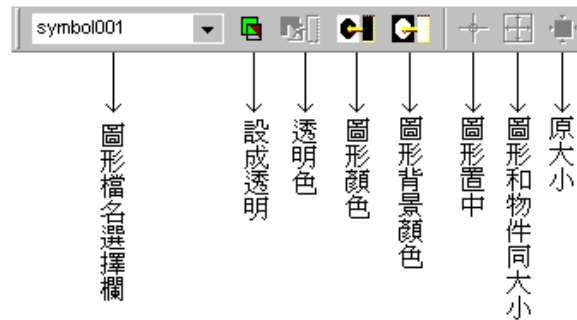 symbol001
圖形檔名選擇欄
設成透明
透明色
圖形顏色
圖形背景顏色
圖形置中
圖形和物件同大小
原大小